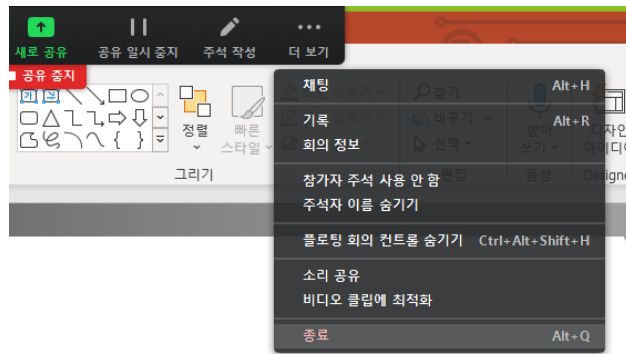 새로 공유 공유 일시 중지 주석 작성 더 보기
공유 중지
채팅 Alt+H
기록 Alt+R
회의 정보
참가자 주석 사용 안 함
주석자 이름 숨기기
플로팅 회의 컨트롤 숨기기 Ctrl+Alt+Shift+H
소리 공유
비디오 클립에 최적화
종료 Alt+Q
가
정렬
빠른
스타일
그리기
찾기
바꾸기
선택
편집
받아
쓰기
음성
디자인
아이디어
Designe